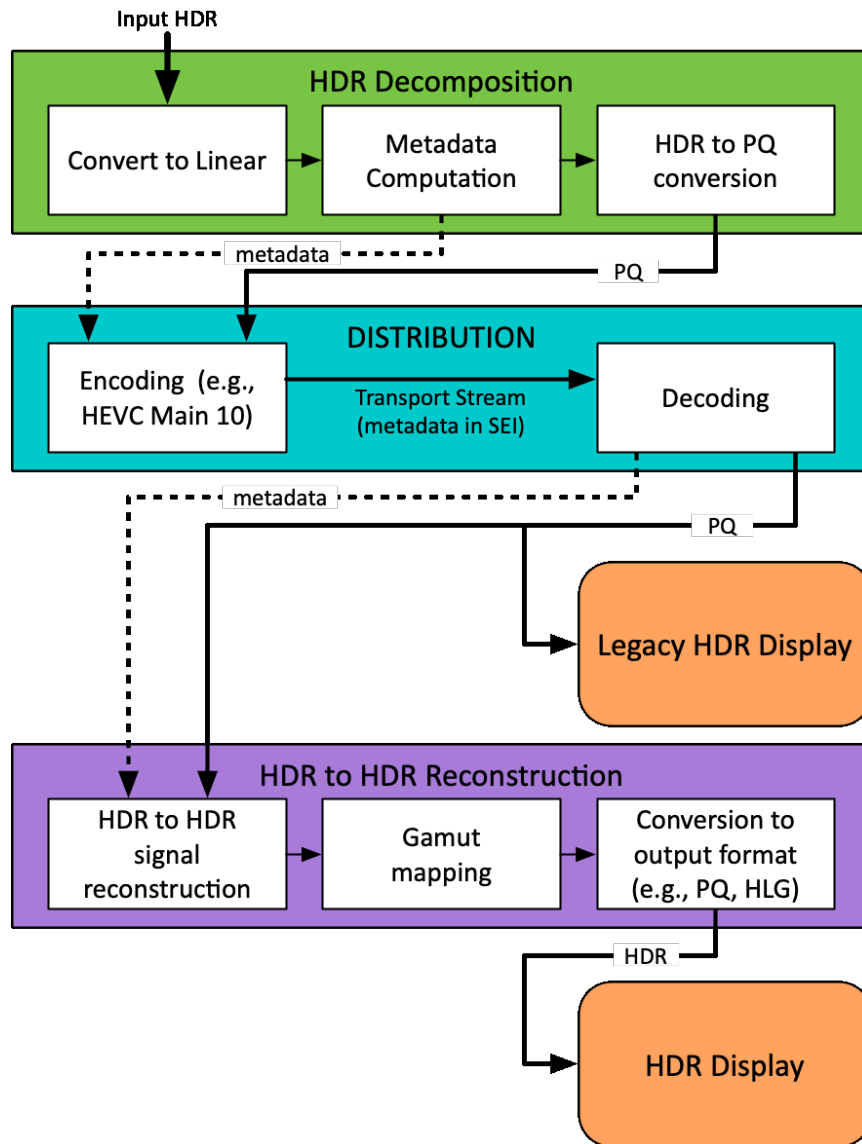 Input HDR
HDR Decomposition
Convert to Linear
Metadata
Computation
HDR to PQ
conversion
metadata
PQ
DISTRIBUTION
Encoding (e.g.,
HEVC Main 10)
Transport Stream
(metadata in SEI)
Decoding
metadata
PQ
Legacy HDR Display
HDR to HDR Reconstruction
HDR to HDR
signal
reconstruction
Gamut
mapping
Conversion to
output format
(e.g., PQ, HLG)
HDR
HDR Display